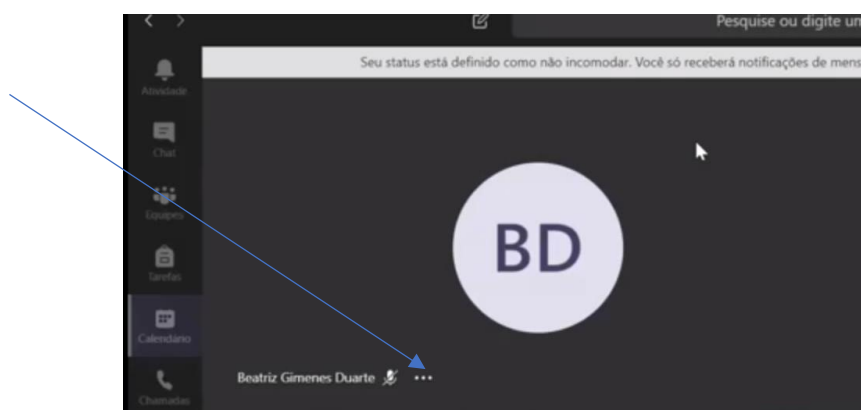 Pesquise ou digite um
Seu status está definido como não incomodar. Você só receberá notificações de mens
Atividade
Chat
Equipes
Tarefas
Calendário
Chamadas
BD
Beatriz Gimenes Duarte